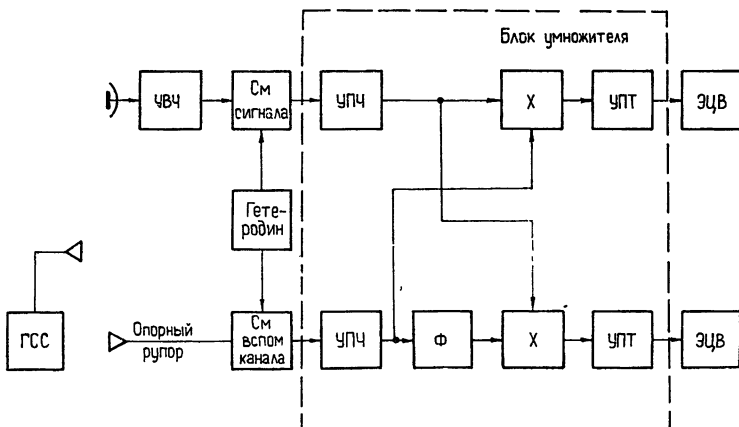 Блок умножителя
УВЧ
См
сигнала
УПЧ
X
УПТ
ЭЦВ
Гете-
родин
ГСС
Опорный
рупор
См
вспом
канала
УПЧ
Ф
X
УПТ
ЭЦВ